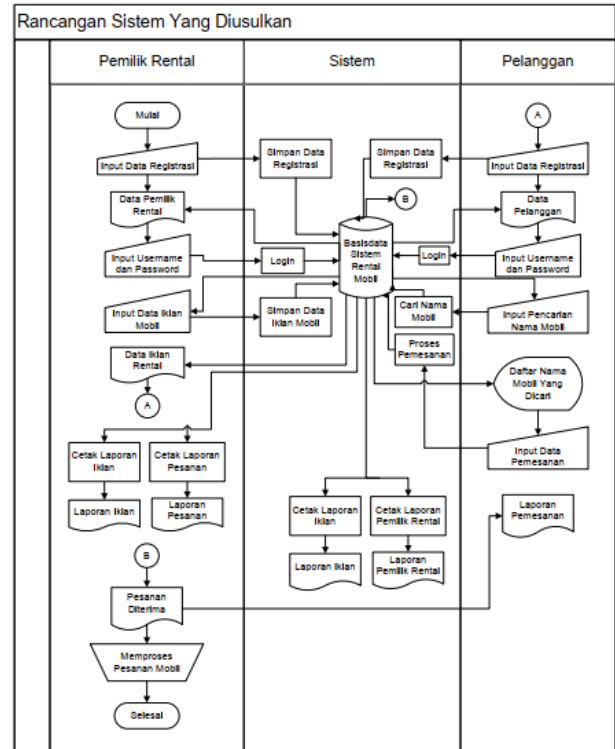 Rancangan Sistem Yang Diusulkan
Pemilik Rental
Sistem
Pelanggan
Mulai
A
Input Data Registrasi
Simpan Data
Registrasi
Simpan Data
Registrasi
Input Data Registrasi
Data Pemilik
Rental
B
Data
Pelanggan
Basisdata
Sistem
Rental
Mobil
Input Username
dan Password
Login
Login
Input Username
dan Password
Input Data Iklan
Mobil
Simpan Data
Iklan Mobil
Cari Nama
Mobil
Input Pencarian
Nama Mobil
Proses
Pemesanan
Data Iklan
Rental
Daftar Nama
Mobil Yang
Dicari
A
Cetak Laporan
Iklan
Cetak Laporan
Pesanan
Input Data
Pemesanan
Laporan Iklan
Laporan
Pesanan
Cetak Laporan
Iklan
Cetak Laporan
Pemilik Rental
Laporan
Pemesanan
B
Laporan Iklan
Laporan
Pemilik Rental
Pesanan
Diterima
Memproses
Pesanan Mobil
Selesai